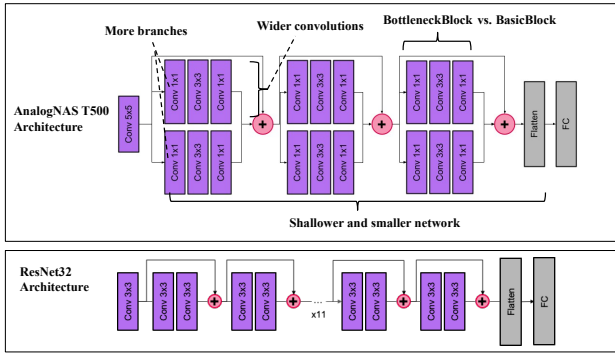 More branches
Wider convolutions
BottleneckBlock vs. BasicBlock
AnalogNAS T500
Architecture
Conv 5x5
Conv 1x1
Conv 3x3
Conv 1x1
Conv 1x1
Conv 3x3
Conv 1x1
+
Conv 1x1
Conv 3x3
Conv 1x1
Conv 1x1
Conv 3x3
Conv 1x1
+
Conv 1x1
Conv 3x3
Conv 1x1
Conv 1x1
Conv 3x3
Conv 1x1
+
Flatten
FC
Shallower and smaller network
ResNet32
Architecture
Conv 3x3
Conv 3x3
Conv 3x3
+
Conv 3x3
Conv 3x3
+
...
x11
Conv 3x3
Conv 3x3
+
Conv 3x3
Conv 3x3
+
Flatten
FC